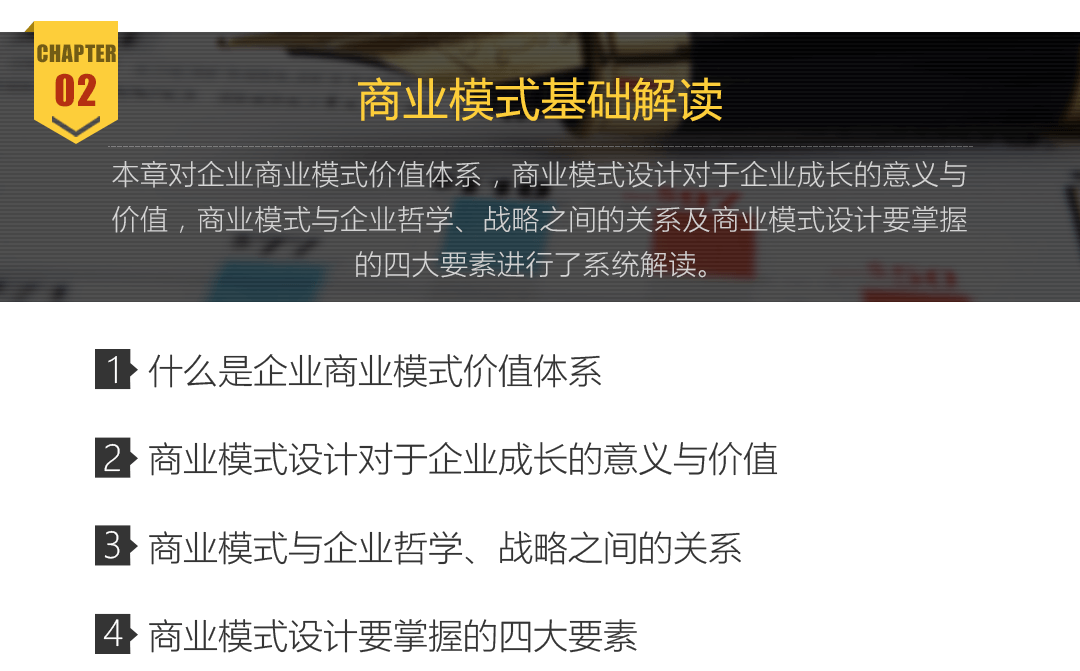 CHAPTER
02
商业模式基础解读
本章对企业商业模式价值体系，商业模式设计对于企业成长的意义与
价值，商业模式与企业哲学、战略之间的关系及商业模式设计要掌握
的四大要素进行了系统解读。
1 什么是企业商业模式价值体系
2 商业模式设计对于企业成长的意义与价值
3 商业模式与企业哲学、战略之间的关系
4 商业模式设计要掌握的四大要素